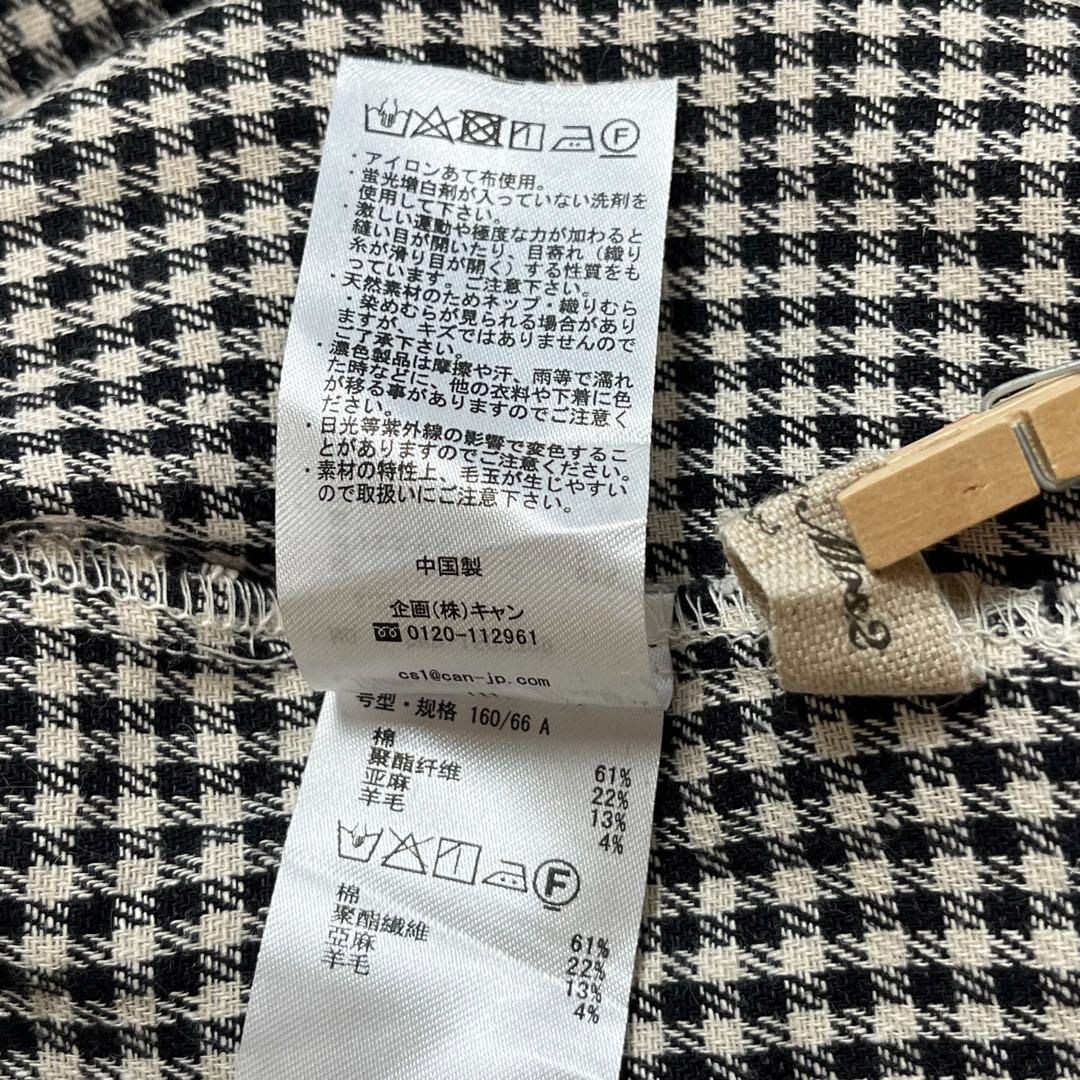 F
・アイロンあて布使用。
・蛍光増白剤が入っていない洗剤を
使用して下さい。
・激しい運動や極度な力が加わると
縫い目が開いたり、目寄れ（織り
糸が滑り目が開く）する性質をも
っています。ご注意下さい。
・天然素材のためネップ・織りむら
・染めむらが見られる場合があり
ますが、キズではありませんので
ご了承下さい。
・濃色製品は摩擦や汗、雨等で濡れ
た時などに、他の衣料や下着に色
が移る事がありますのでご注意く
ださい。
・日光等紫外線の影響で変色するこ
とがありますのでご注意ください。
・素材の特性上、毛玉が生じやすい
ので取扱いにご注意下さい。
中国製
企画(株)キャン
0120-112961
cs1@can-jp.com
号型・规格 160/66 A
棉 61%
聚酯纤维 22%
亚麻 13%
羊毛 4%
F
棉 61%
聚酯纖維 22%
亞麻 13%
羊毛 4%